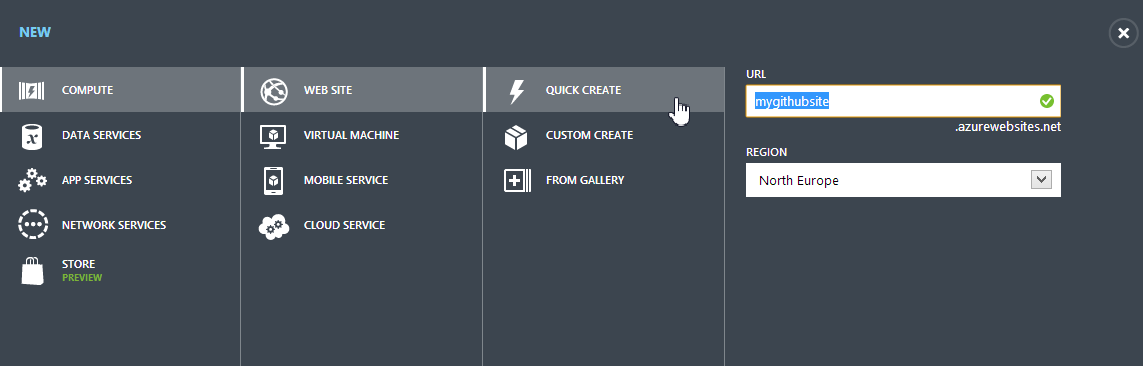 NEW
COMPUTE
DATA SERVICES
APP SERVICES
NETWORK SERVICES
STORE
PREVIEW
WEB SITE
VIRTUAL MACHINE
MOBILE SERVICE
CLOUD SERVICE
QUICK CREATE
CUSTOM CREATE
FROM GALLERY
URL
mygithubsite
.azurewebsites.net
REGION
North Europe